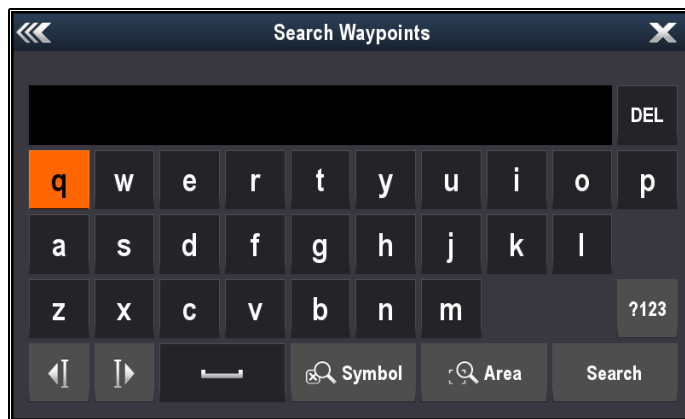 Search Waypoints
DEL
q w e r t y u i o p
a s d f g h j k l
z x c v b n m ?123
Symbol Area Search